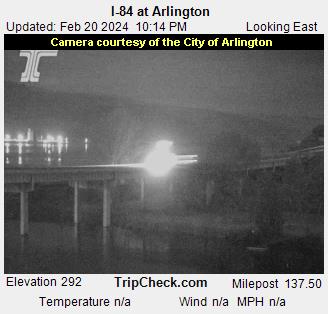 I-84 at Arlington
Updated: Feb 20 2024 10:14 PM Looking East
Camera courtesy of the City of Arlington
Elevation 292 TripCheck.com Milepost 137.50
Temperature n/a Wind n/a MPH n/a